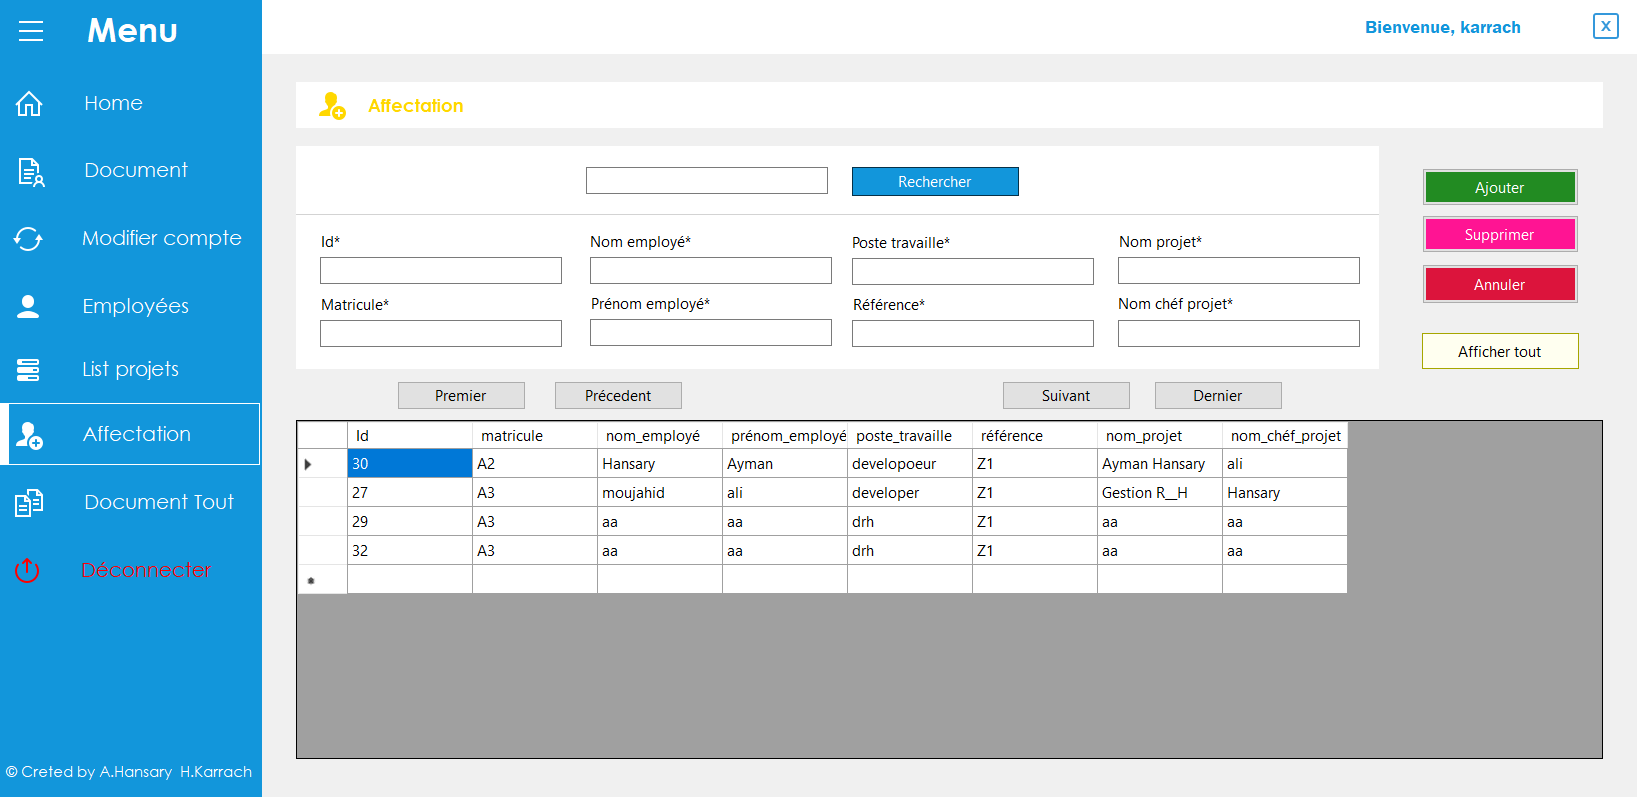 Menu
Bienvenue, karrach
X
Home
Document
Modifier compte
Employées
List projets
Affectation
Document Tout
Déconnecter
© Creted by A.Hansary H.Karrach
Affectation
Rechercher
Id*
Nom employé*
Poste travaille*
Nom projet*
Matricule*
Prénom employé*
Référence*
Nom chéf projet*
Ajouter
Supprimer
Annuler
Afficher tout
Premier
Précedent
Suivant
Dernier
Id matricule nom_employé prénom_employé poste_travaille référence nom_projet nom_chéf_projet
30 A2 Hansary Ayman developoeur Z1 Ayman Hansary ali
27 A3 moujahid ali developer Z1 Gestion R__H Hansary
29 A3 aa aa drh Z1 aa aa
32 A3 aa aa drh Z1 aa aa